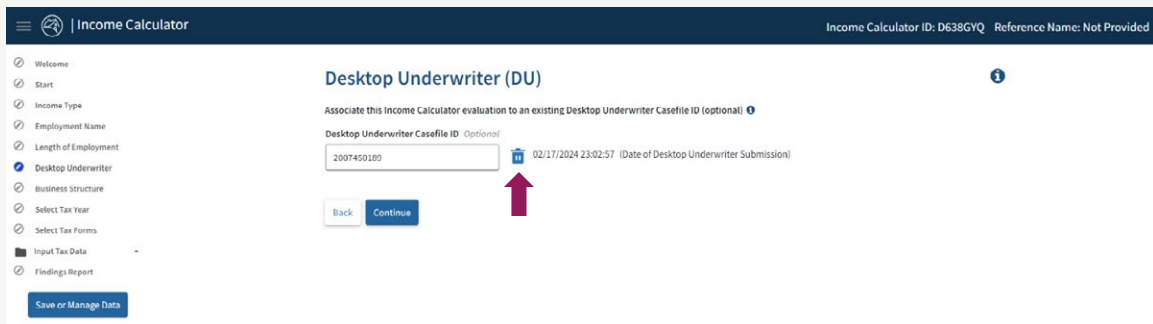 | Income Calculator
Income Calculator ID: D638GYQ Reference Name: Not Provided
Welcome
Start
Income Type
Employment Name
Length of Employment
Desktop Underwriter
Business Structure
Select Tax Year
Select Tax Forms
Input Tax Data
Findings Report
Save or Manage Data
Desktop Underwriter (DU)
Associate this Income Calculator evaluation to an existing Desktop Underwriter Casefile ID (optional)
Desktop Underwriter Casefile ID Optional
2007450189
02/17/2024 23:02:57 (Date of Desktop Underwriter Submission)
Back
Continue